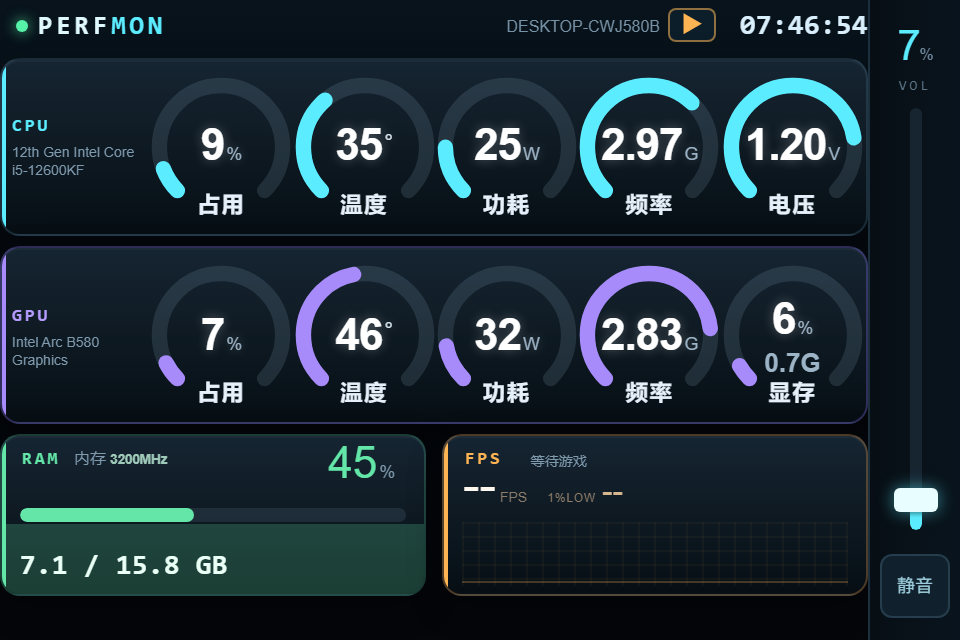 PERFMON
DESKTOP-CWJ580B
07:46:54
7%
VOL
CPU
12th Gen Intel Core
i5-12600KF
9%
占用
35°
温度
25W
功耗
2.97G
频率
1.20V
电压
GPU
Intel Arc B580
Graphics
7%
占用
46°
温度
32W
功耗
2.83G
频率
6%
0.7G
显存
RAM 内存 3200MHz
45%
7.1 / 15.8 GB
FPS 等待游戏
-- FPS 1%LOW --
静音